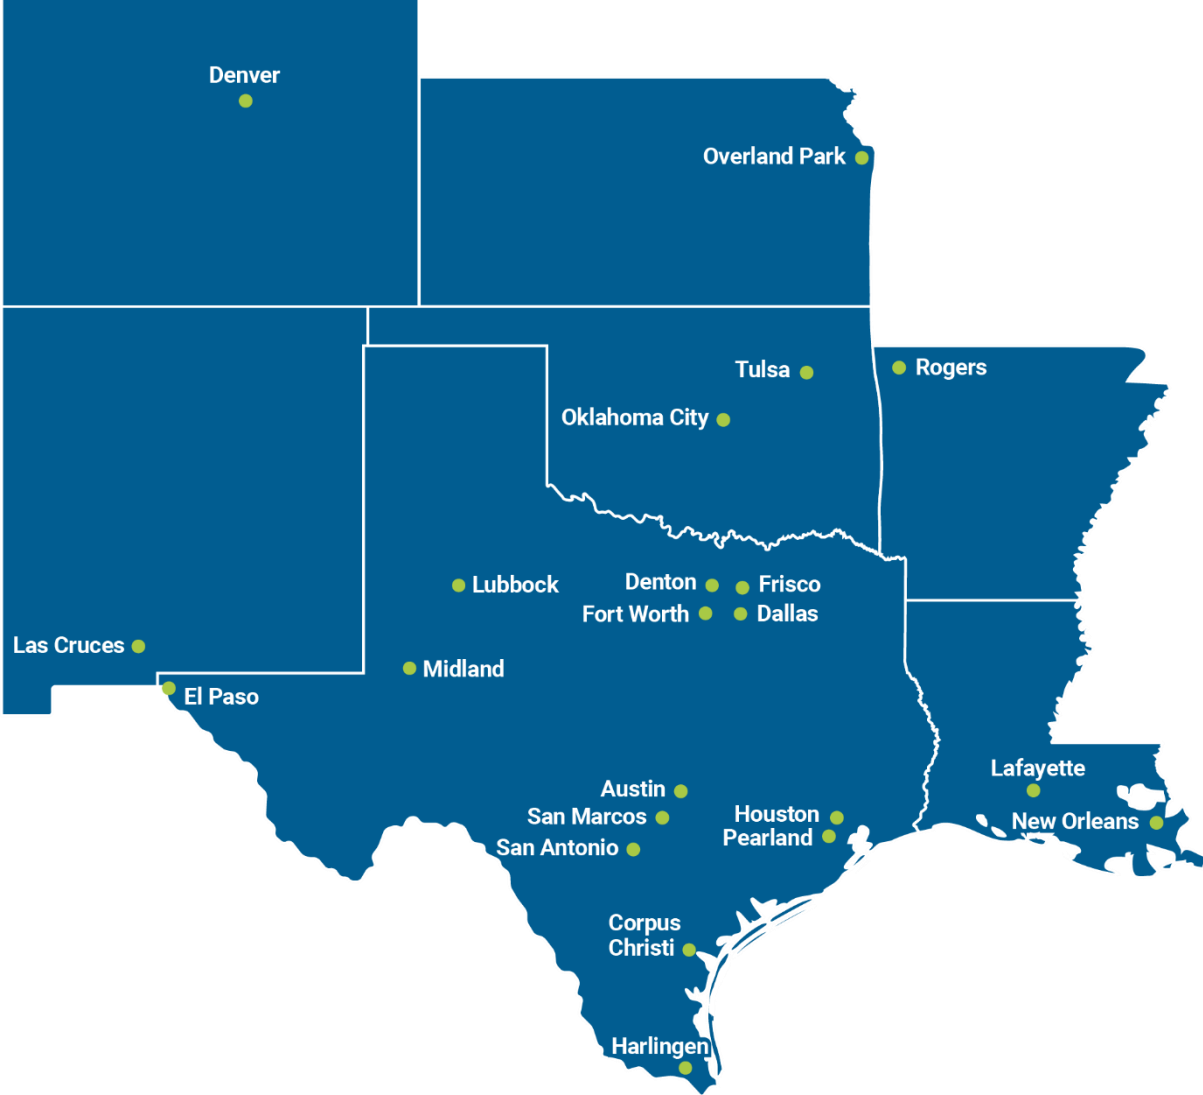 Denver
Overland Park
Tulsa
Rogers
Oklahoma City
Lubbock
Denton
Frisco
Fort Worth
Dallas
Las Cruces
Midland
El Paso
Lafayette
Austin
Houston
San Marcos
New Orleans
Pearland
San Antonio
Corpus
Christi
Harlingen